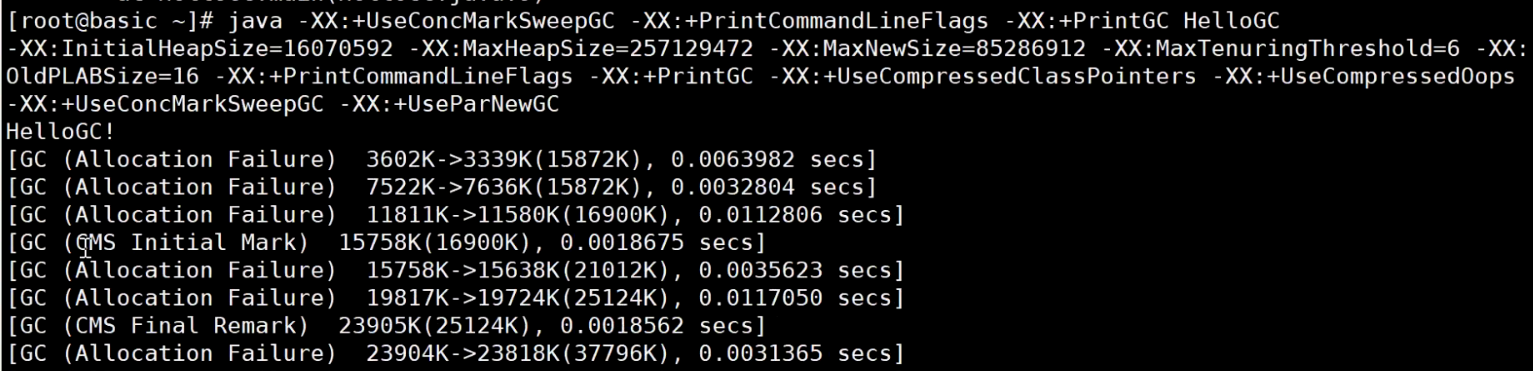 [root@basic ~]# java -XX:+UseConcMarkSweepGC -XX:+PrintCommandLineFlags -XX:+PrintGC HelloGC
-XX:InitialHeapSize=16070592 -XX:MaxHeapSize=257129472 -XX:MaxNewSize=85286912 -XX:MaxTenuringThreshold=6 -XX:
OldPLABSize=16 -XX:+PrintCommandLineFlags -XX:+PrintGC -XX:+UseCompressedClassPointers -XX:+UseCompressedOops
-XX:+UseConcMarkSweepGC -XX:+UseParNewGC
HelloGC!
[GC (Allocation Failure)  3602K->3339K(15872K), 0.0063982 secs]
[GC (Allocation Failure)  7522K->7636K(15872K), 0.0032804 secs]
[GC (Allocation Failure)  11811K->11580K(16900K), 0.0112806 secs]
[GC (CMS Initial Mark)  15758K(16900K), 0.0018675 secs]
[GC (Allocation Failure)  15758K->15638K(21012K), 0.0035623 secs]
[GC (Allocation Failure)  19817K->19724K(25124K), 0.0117050 secs]
[GC (CMS Final Remark)  23905K(25124K), 0.0018562 secs]
[GC (Allocation Failure)  23904K->23818K(37796K), 0.0031365 secs]